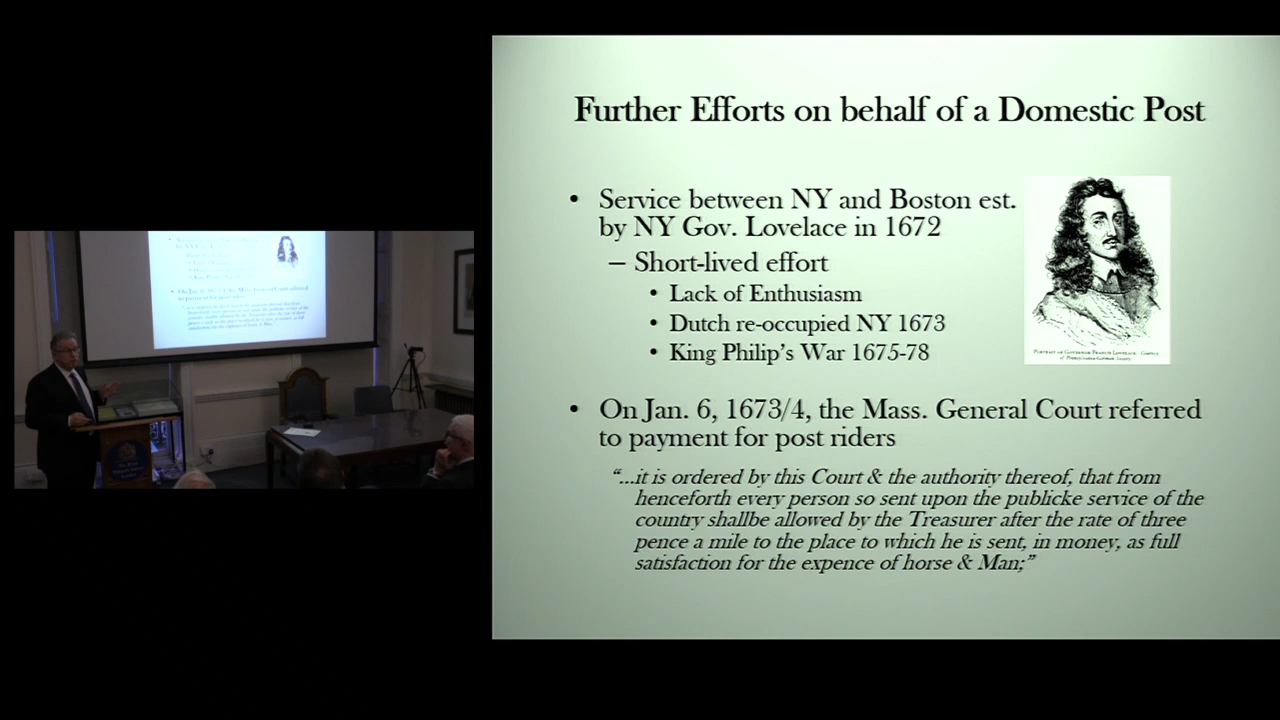 Further Efforts on behalf of a Domestic Post
• Service between NY and Boston est.
by NY Gov. Lovelace in 1672
– Short-lived effort
• Lack of Enthusiasm
• Dutch re-occupied NY 1673
• King Philip's War 1675-78
PORTRAIT OF GOVERNOR FRANCIS LOVELACE.
of Pennsylvania-German Society.
• On Jan. 6, 1673/4, the Mass. General Court referred
to payment for post riders
“...it is ordered by this Court & the authority thereof, that from
henceforth every person so sent upon the publicke service of the
country shallbe allowed by the Treasurer after the rate of three
pence a mile to the place to which he is sent, in money, as full
satisfaction for the expence of horse & Man;”